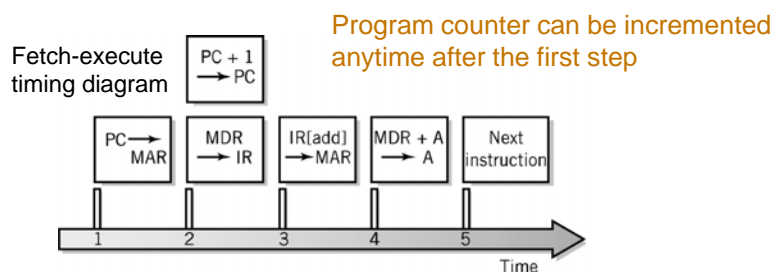 Program counter can be incremented
anytime after the first step
Fetch-execute
timing diagram
PC + 1
→ PC
PC →
MAR
MDR
→ IR
IR[add]
→ MAR
MDR + A
→ A
Next
instruction
1 2 3 4 5
Time